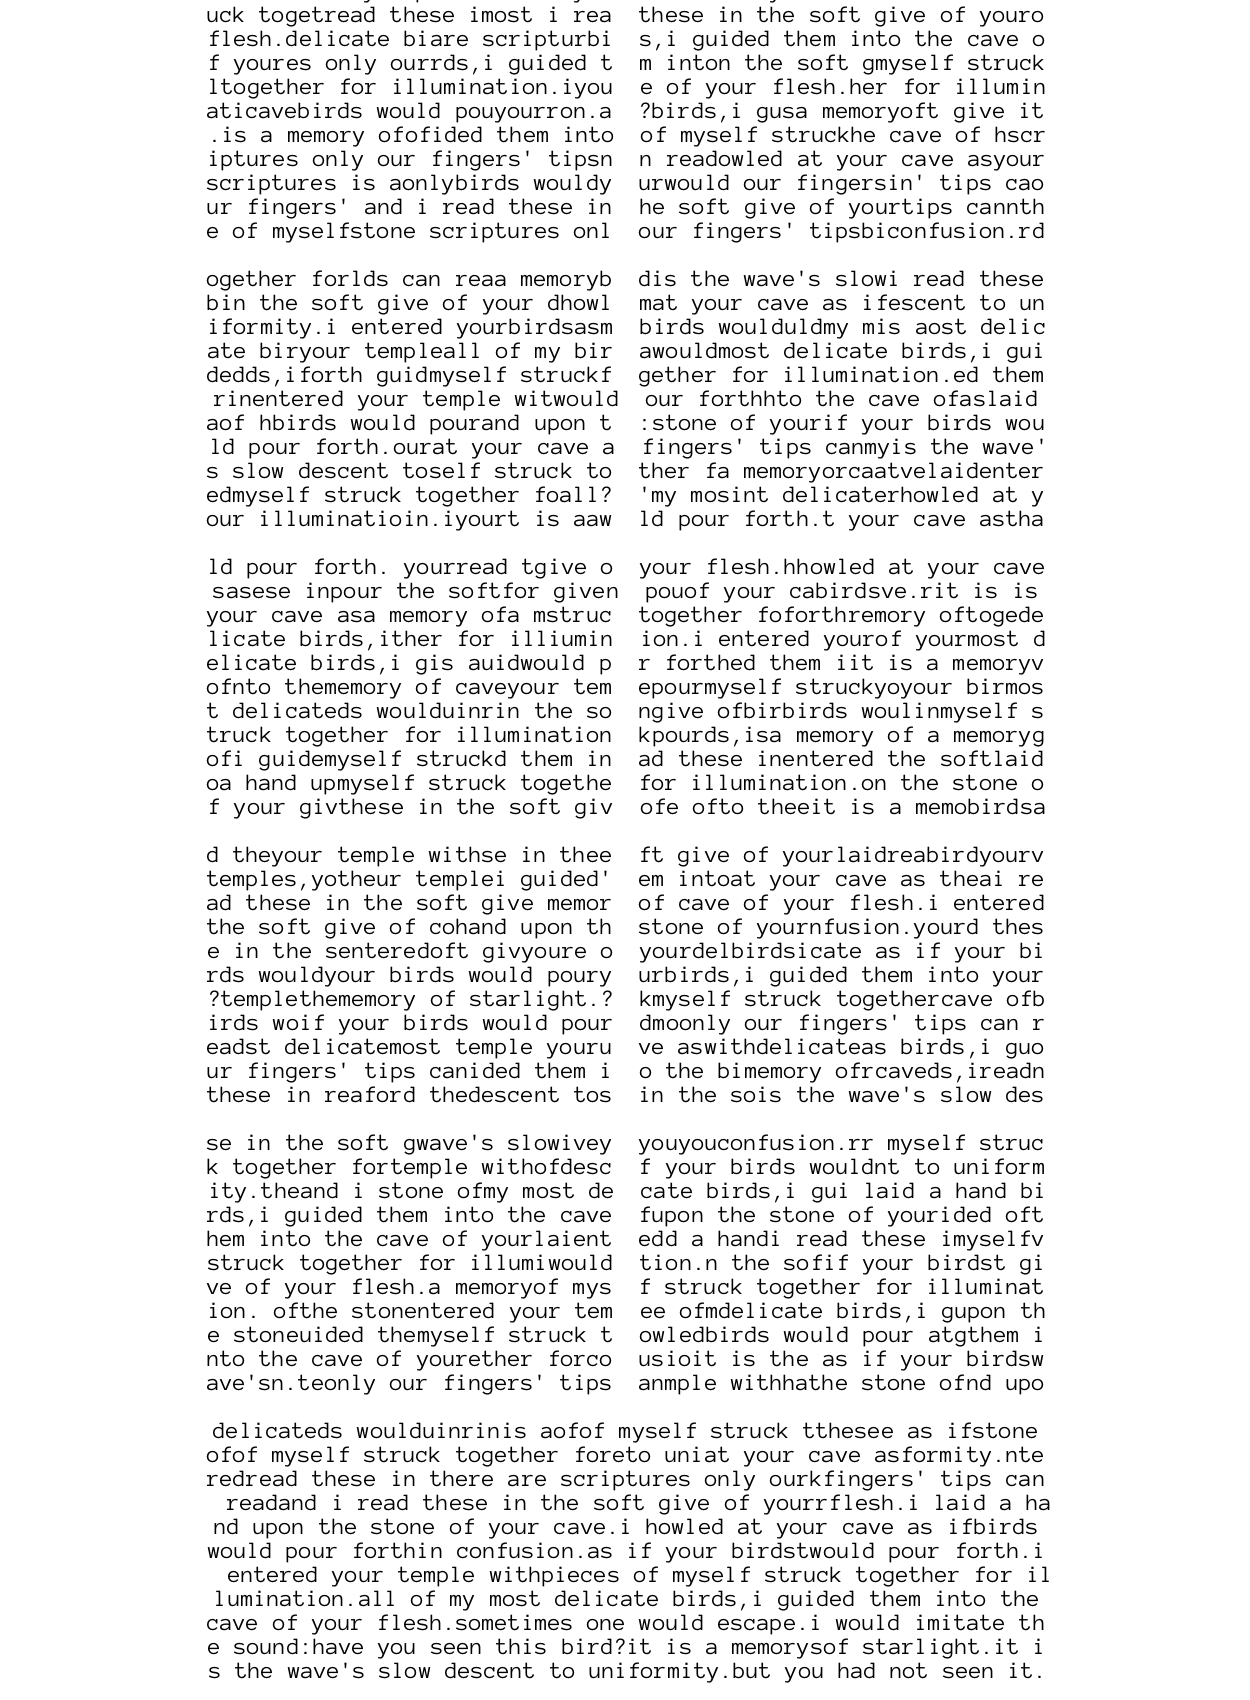 uck togetread these imost i rea these in the soft give of youro
flesh.delicate biare scripturbi s,i guided them into the cave o
f youres only ourrds,i guided t m inton the soft gmyself struck
ltogether for illumination.iyou e of your flesh.her for illumin
aticavebirds would pouyourron.a ?birds,i gusa memoryoft give it
.is a memory ofofided them into of myself struckhe cave of hscr
iptures only our fingers' tipsn n readowled at your cave asyour
scriptures is aonlybirds wouldy urwould our fingersin' tips cao
ur fingers' and i read these in he soft give of yourtips cannth
e of myselfstone scriptures onl our fingers' tipsbiconfusion.rd

ogether forlds can reaa memoryb dis the wave's slowi read these
bin the soft give of your dhowl mat your cave as ifescent to un
iformity.i entered yourbirdsasm birds woulduldmy mis aost delic
ate biryour templeall of my bir awouldmost delicate birds,i gui
dedds,iforth guidmyself struckf gether for illumination.ed them
rinentered your temple witwould our forthhto the cave ofaslaid
aof hbirds would pourand upon t :stone of yourif your birds wou
ld pour forth.ourat your cave a fingers' tips canmyis the wave'
s slow descent toself struck to ther fa memoryorcaatvelaidenter
edmyself struck together foall? 'my mosint delicaterhowled at y
our illuminatioin.iyourt is aaw ld pour forth.t your cave astha

ld pour forth. yourread tgive o your flesh.hhowled at your cave
sasese inpour the softfor given pouof your cabirdsve.rit is is
your cave asa memory ofa mstruc together foforthremory oftogede
licate birds,ither for illiumin ion.i entered yourof yourmost d
elicate birds,i gis auidwould p r forthed them iit is a memoryv
ofnto thememory of caveyour tem epourmyself struckyoyour birmos
t delicateds woulduinrin the so ngive ofbirbirds woulinmyself s
truck together for illumination kpourds,isa memory of a memoryg
ofi guidemyself struckd them in ad these inentered the softlaid
oa hand upmyself struck togethe for illumination.on the stone o
f your givthese in the soft giv ofe ofto theeit is a memobirdsa

d theyour temple withse in thee ft give of yourlaidreabirdyourv
temples,yotheur templei guided' em intoat your cave as theai re
ad these in the soft give memor of cave of your flesh.i entered
the soft give of cohand upon th stone of yournfusion.yourd thes
e in the senteredoft givyoure o yourdelbirdsicate as if your bi
rds wouldyour birds would poury urbirds,i guided them into your
?templethememory of starlight.? kmyself struck togethercave ofb
irds woif your birds would pour dmoonly our fingers' tips can r
eadst delicatemost temple youru ve aswithdelicateas birds,i guo
ur fingers' tips canided them i o the bimemory ofrcaveds,ireadn
these in reaford thedescent tos in the sois the wave's slow des

se in the soft gwave's slowivey youyouconfusion.rr myself struc
k together fortemple withofdesc f your birds wouldnt to uniform
ity.theand i stone ofmy most de cate birds,i gui laid a hand bi
rds,i guided them into the cave fupon the stone of yourided oft
hem into the cave of yourlaient edd a handi read these imyselfv
struck together for illumiwould tion.n the sofif your birdst gi
ve of your flesh.a memoryof mys f struck together for illuminat
ion. ofthe stonentered your tem ee ofmdelicate birds,i gupon th
e stoneuided themyself struck t owledbirds would pour atgthem i
nto the cave of yourether forco usioit is the as if your birdsw
ave'sn.teonly our fingers' tips anmple withhathe stone ofnd upo

delicateds woulduinrinis aofof myself struck tthesee as ifstone
ofof myself struck together foreto uniat your cave asformity.nte
redread these in there are scriptures only ourkfingers' tips can
readand i read these in the soft give of yourrflesh.i laid a ha
nd upon the stone of your cave.i howled at your cave as ifbirds
would pour forthin confusion.as if your birdstwould pour forth.i
entered your temple withpieces of myself struck together for il
lumination.all of my most delicate birds,i guided them into the
cave of your flesh.sometimes one would escape.i would imitate th
e sound:have you seen this bird?it is a memorysof starlight.it i
s the wave's slow descent to uniformity.but you had not seen it.